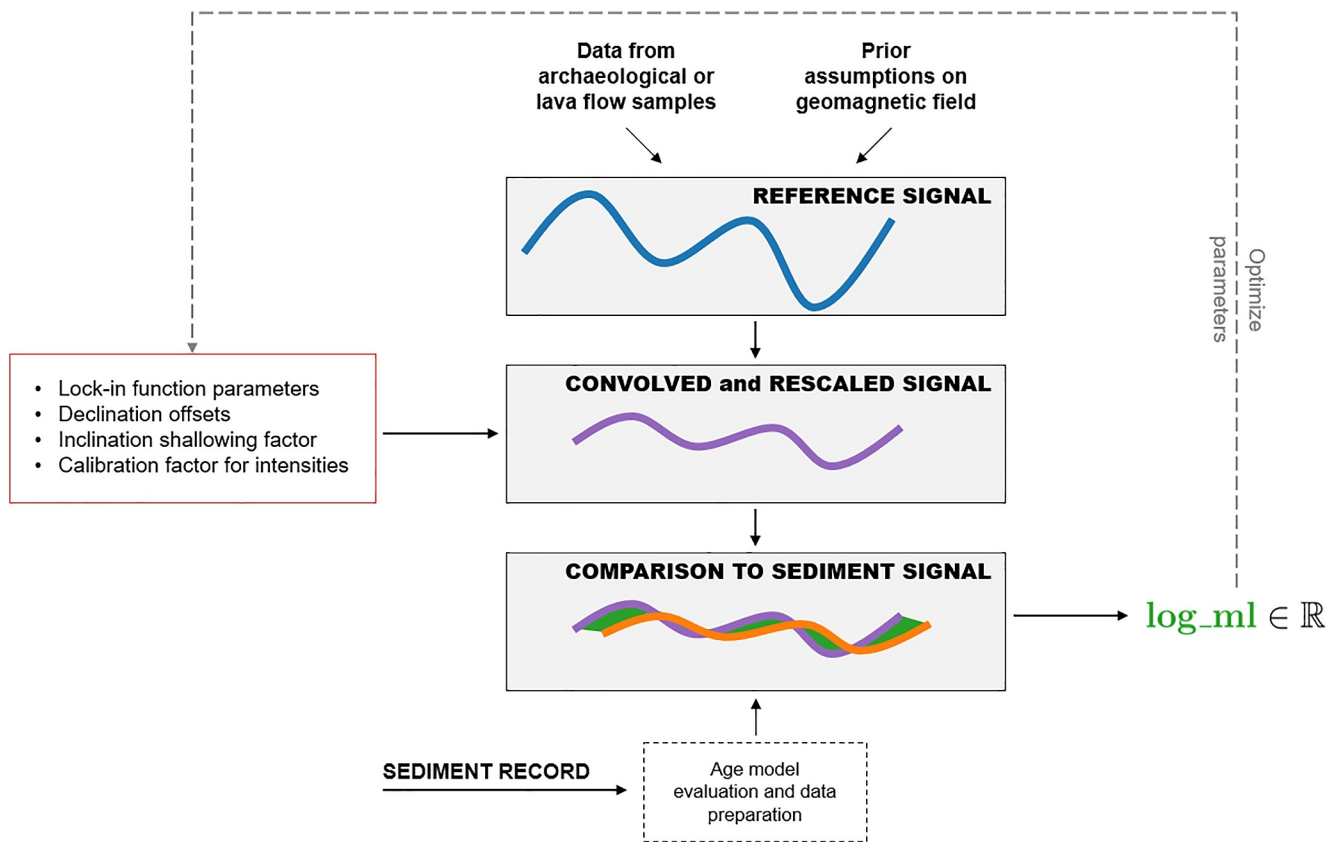 Data from
archaeological or
lava flow samples
Prior
assumptions on
geomagnetic field
REFERENCE SIGNAL
Optimize
parameters
• Lock-in function parameters
• Declination offsets
• Inclination shallowing factor
• Calibration factor for intensities
CONVOLVED and RESCALED SIGNAL
COMPARISON TO SEDIMENT SIGNAL
log_ml ∈ ℝ
SEDIMENT RECORD
Age model
evaluation and data
preparation